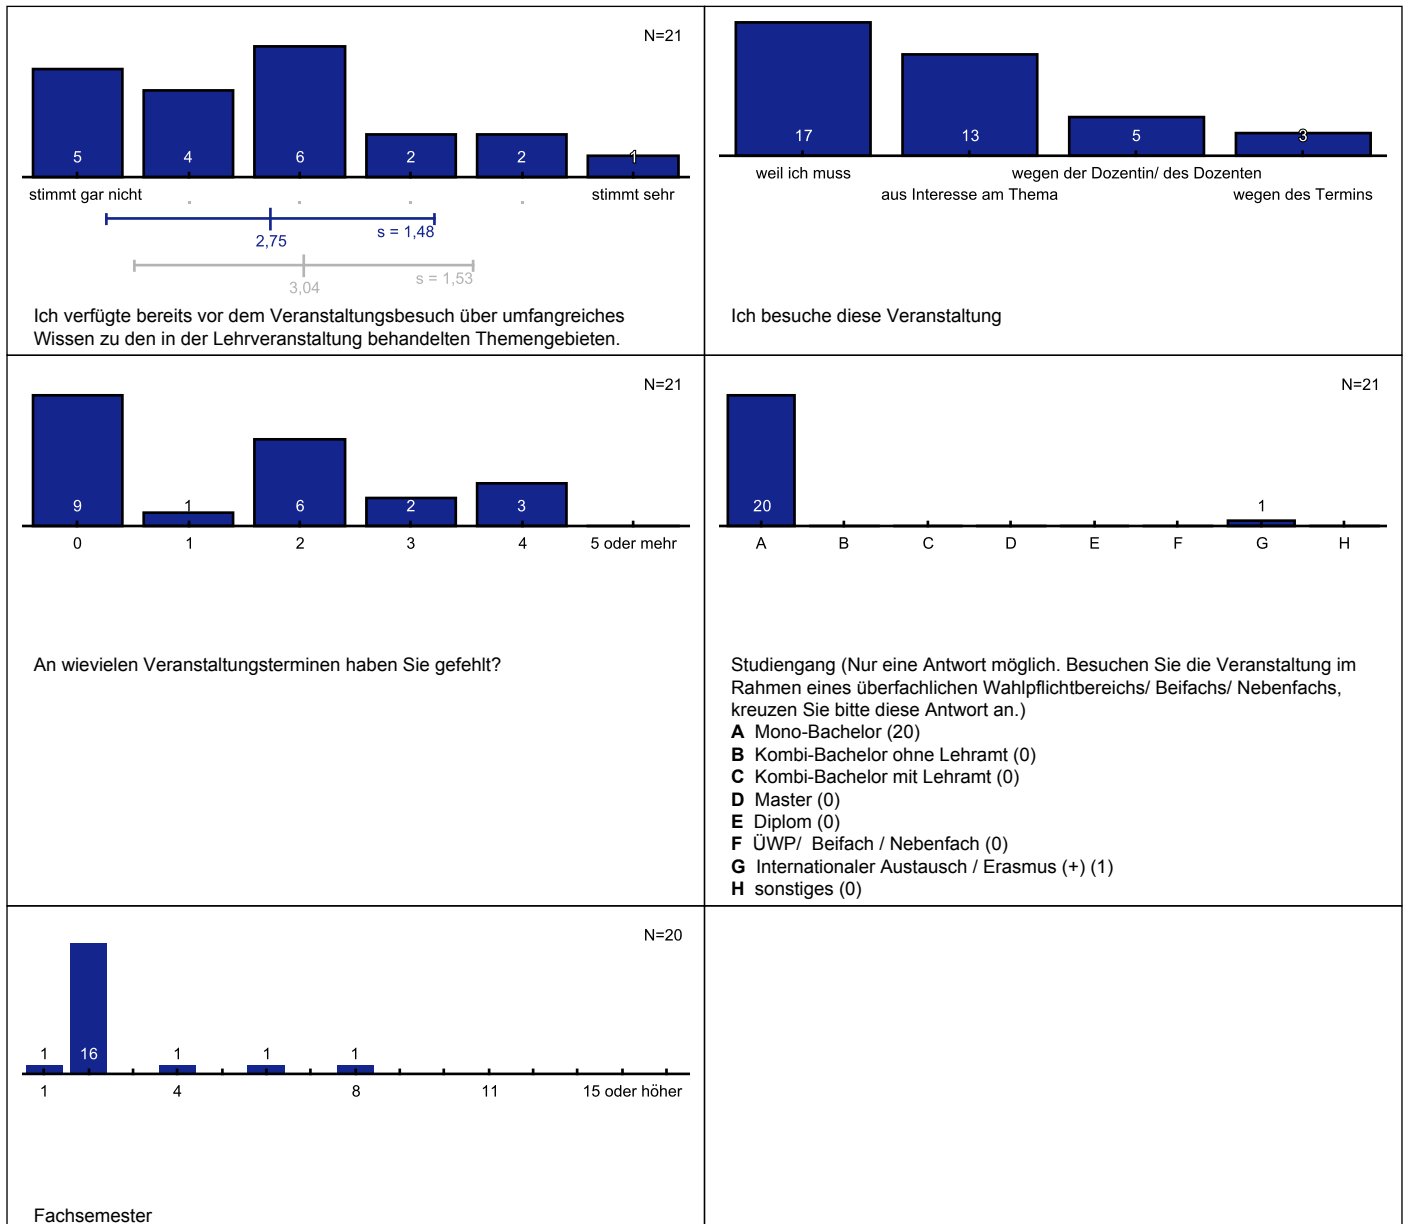 N=21
5 4 6 2 2 1
stimmt gar nicht stimmt sehr
2,75 s = 1,48
3,04 s = 1,53
Ich verfügte bereits vor dem Veranstaltungsbesuch über umfangreiches
Wissen zu den in der Lehrveranstaltung behandelten Themengebieten.
17 13 5 3
weil ich muss wegen der Dozentin/ des Dozenten
aus Interesse am Thema wegen des Termins
Ich besuche diese Veranstaltung
N=21
9 1 6 2 3
0 1 2 3 4 5 oder mehr
An wievielen Veranstaltungsterminen haben Sie gefehlt?
N=21
20 1
A B C D E F G H
Studiengang (Nur eine Antwort möglich. Besuchen Sie die Veranstaltung im
Rahmen eines überfachlichen Wahlpflichtbereichs/ Beifachs/ Nebenfachs,
kreuzen Sie bitte diese Antwort an.)
A Mono-Bachelor (20)
B Kombi-Bachelor ohne Lehramt (0)
C Kombi-Bachelor mit Lehramt (0)
D Master (0)
E Diplom (0)
F ÜWP/ Beifach / Nebenfach (0)
G Internationaler Austausch / Erasmus (+) (1)
H sonstiges (0)
N=20
1 16 1 1 1
1 4 8 11 15 oder höher
Fachsemester